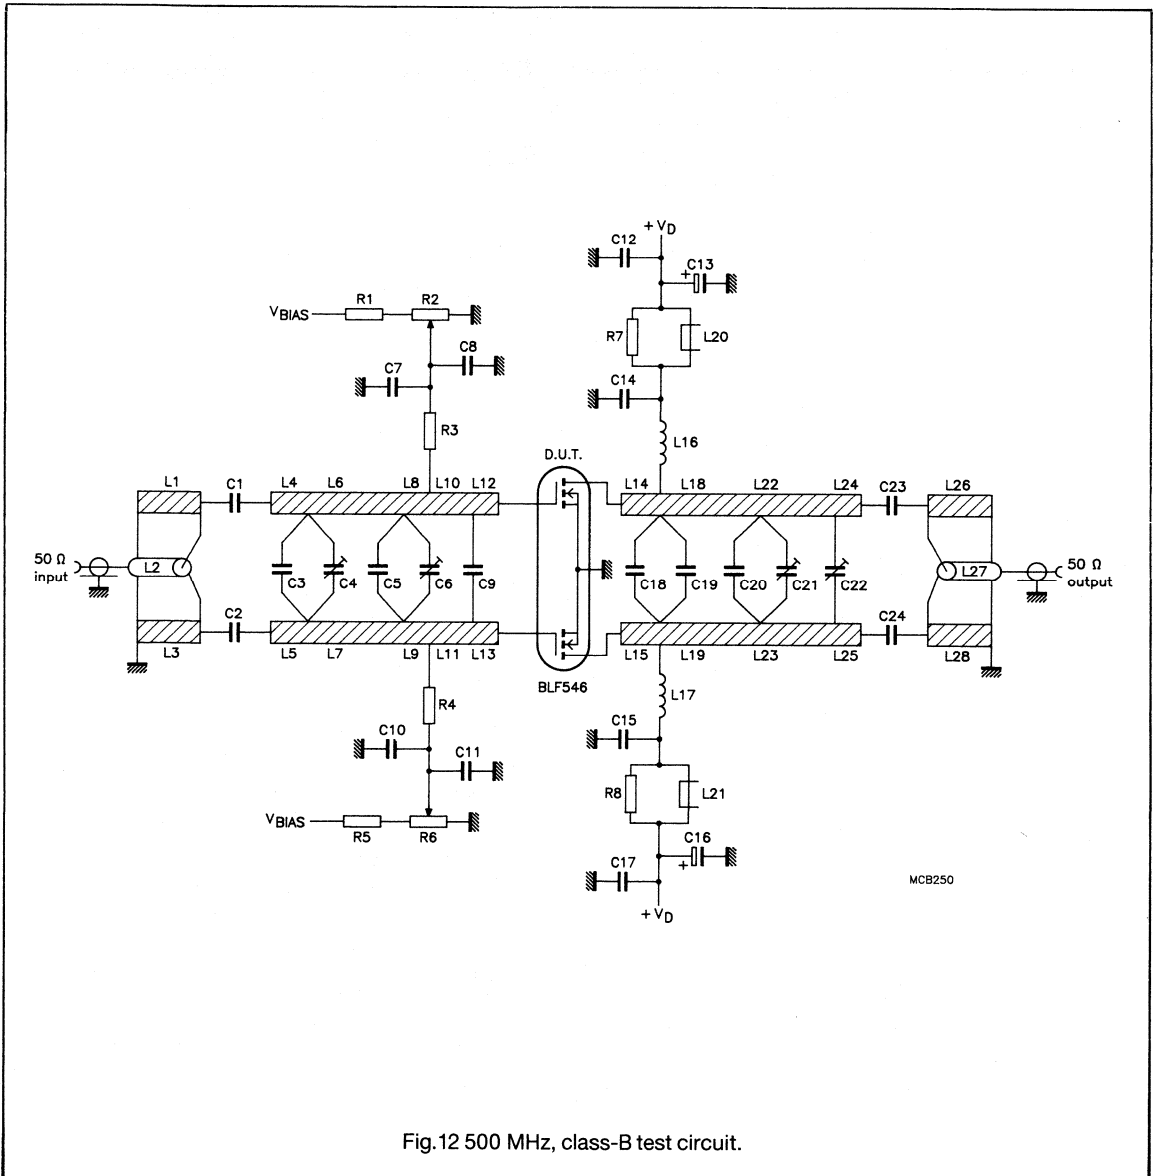 + VD
C12
C13
+
R1 R2
VBIAS
R7 L20
C8
C7
C14
R3
L16
D.U.T.
L1 C1 L4 L6 L8 L10 L12 L14 L18 L22 L24 C23 L26
50 Ω
input
L2
C3 C4 C5 C6 C9 C18 C19 C20 C21 C22
L27
50 Ω
output
L3 C2 L5 L7 L9 L11 L13 L15 L19 L23 L25 C24 L28
BLF546
L17
R4
C10
C15
C11
R8 L21
VBIAS
R5 R6
C16
+
C17
+ VD
MCB250
Fig.12 500 MHz, class-B test circuit.